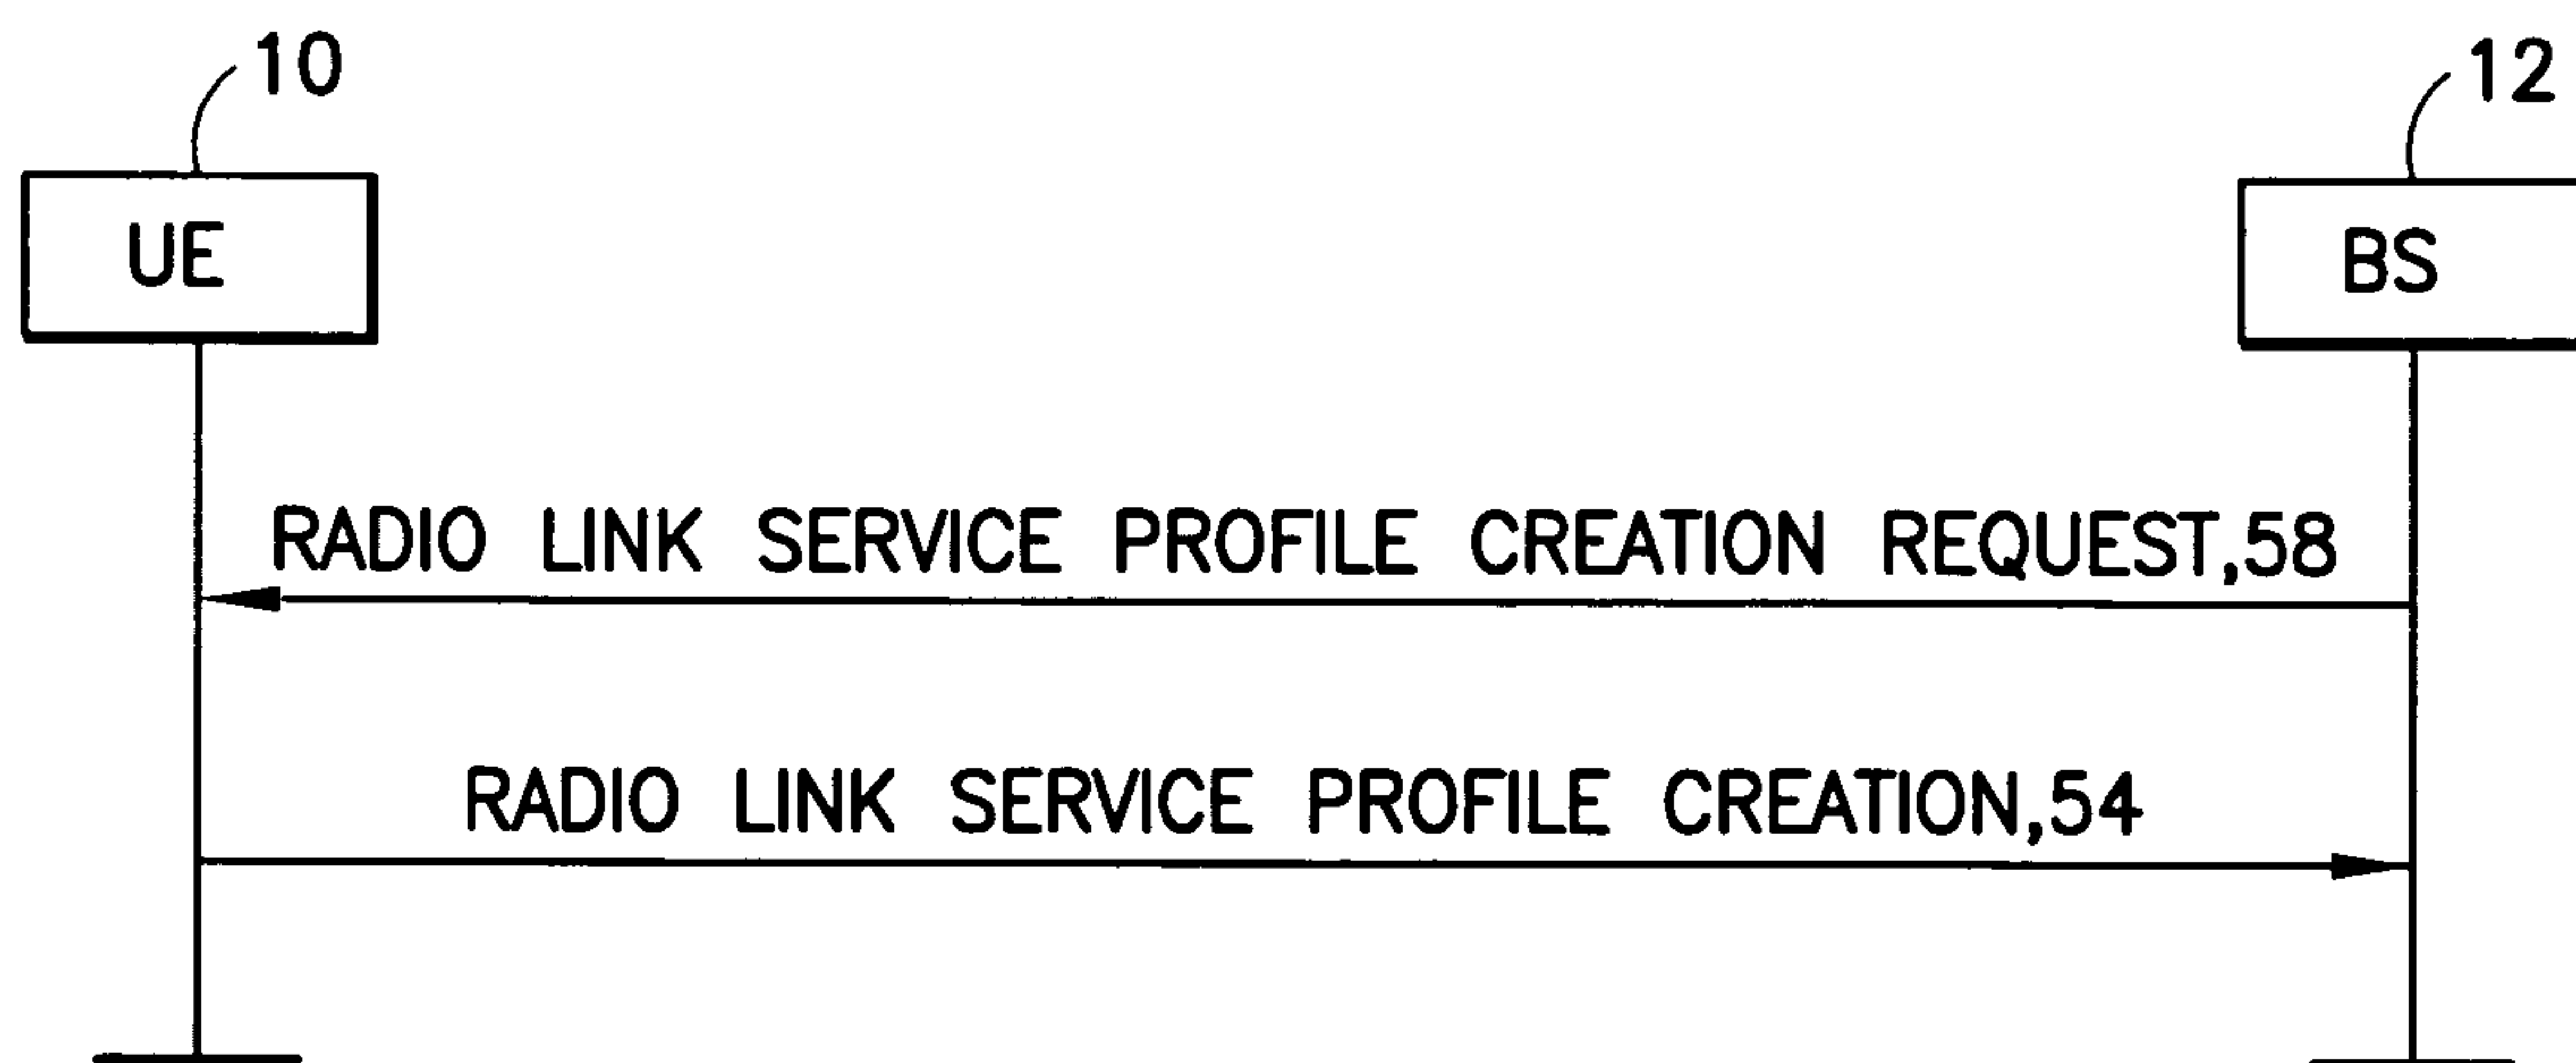 10
12
UE
BS
RADIO LINK SERVICE PROFILE CREATION REQUEST,58
RADIO LINK SERVICE PROFILE CREATION,54